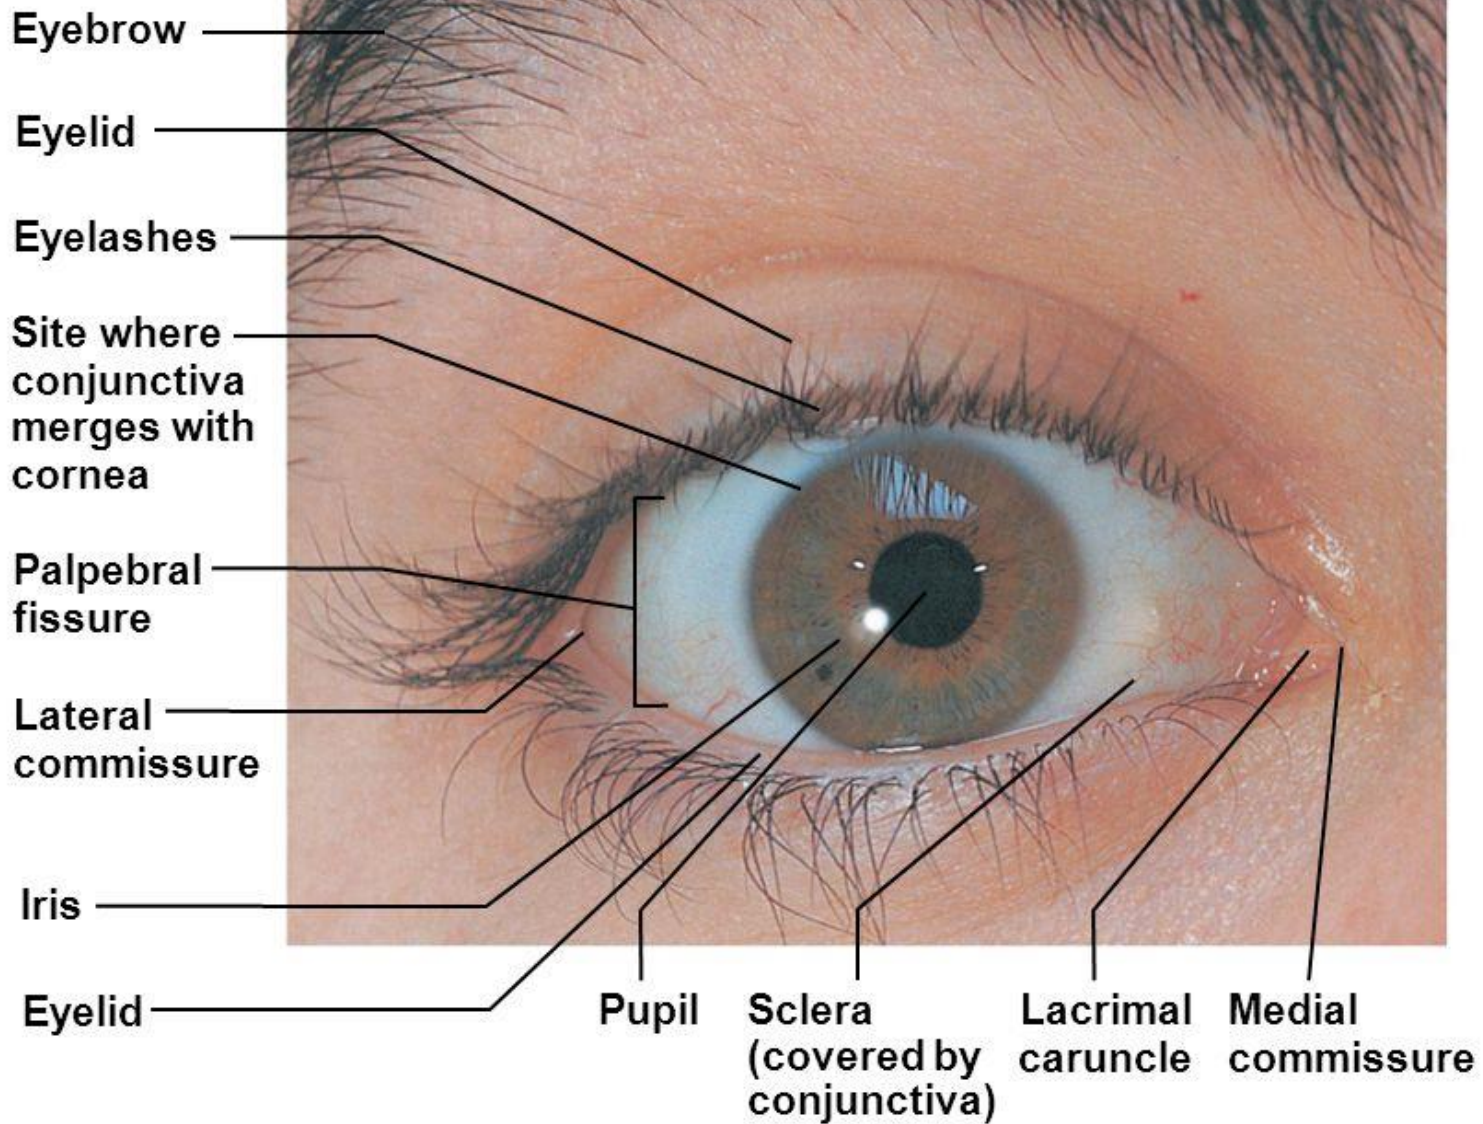 Eyebrow
Eyelid
Eyelashes
Site where
conjunctiva
merges with
cornea
Palpebral
fissure
Lateral
commissure
Iris
Eyelid
Pupil
Sclera
(covered by
conjunctiva)
Lacrimal
caruncle
Medial
commissure